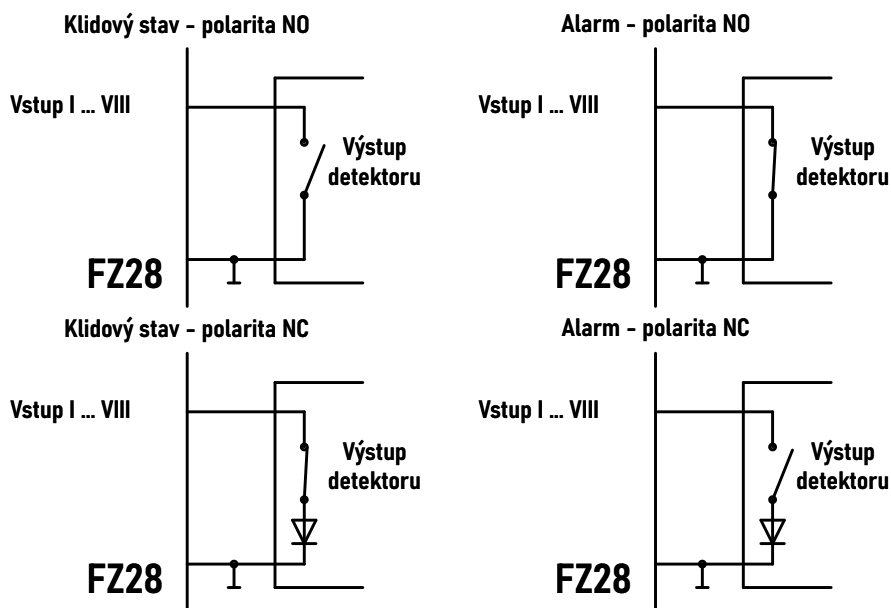 Klidový stav - polarita NO
Vstup I ... VIII
Výstup
detektoru
FZ28
Alarm - polarita NO
Vstup I ... VIII
Výstup
detektoru
FZ28
Klidový stav - polarita NC
Vstup I ... VIII
Výstup
detektoru
FZ28
Alarm - polarita NC
Vstup I ... VIII
Výstup
detektoru
FZ28